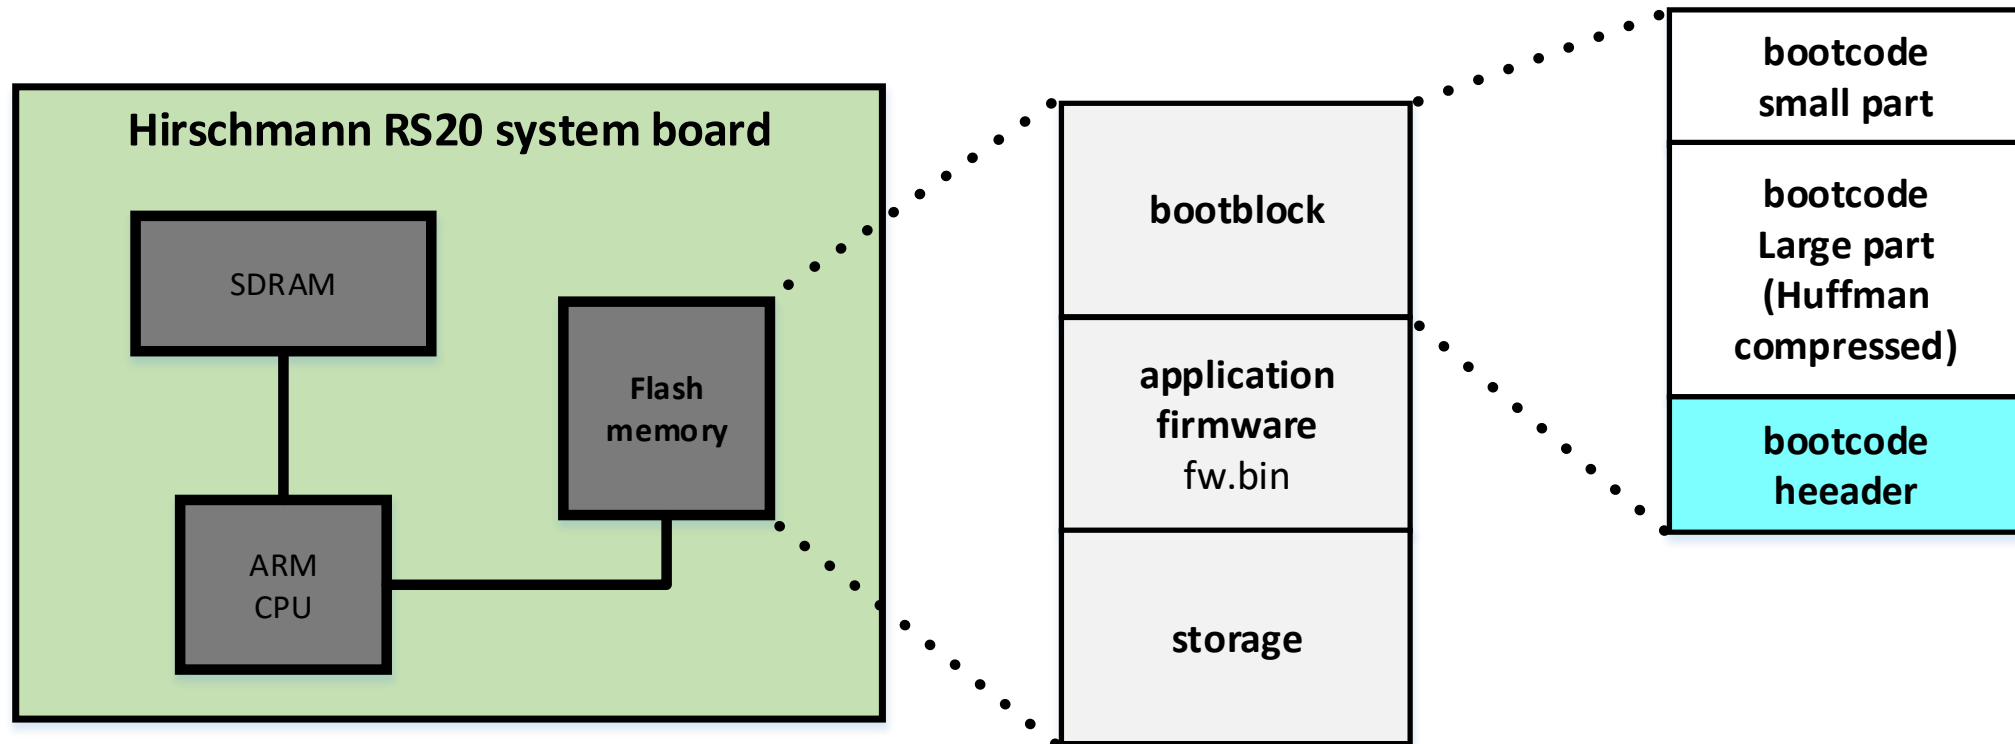 Hirschmann RS20 system board
SDRAM
Flash
memory
ARM
CPU
bootblock
application
firmware
fw.bin
storage
bootcode
small part
bootcode
Large part
(Huffman
compressed)
bootcode
heeader